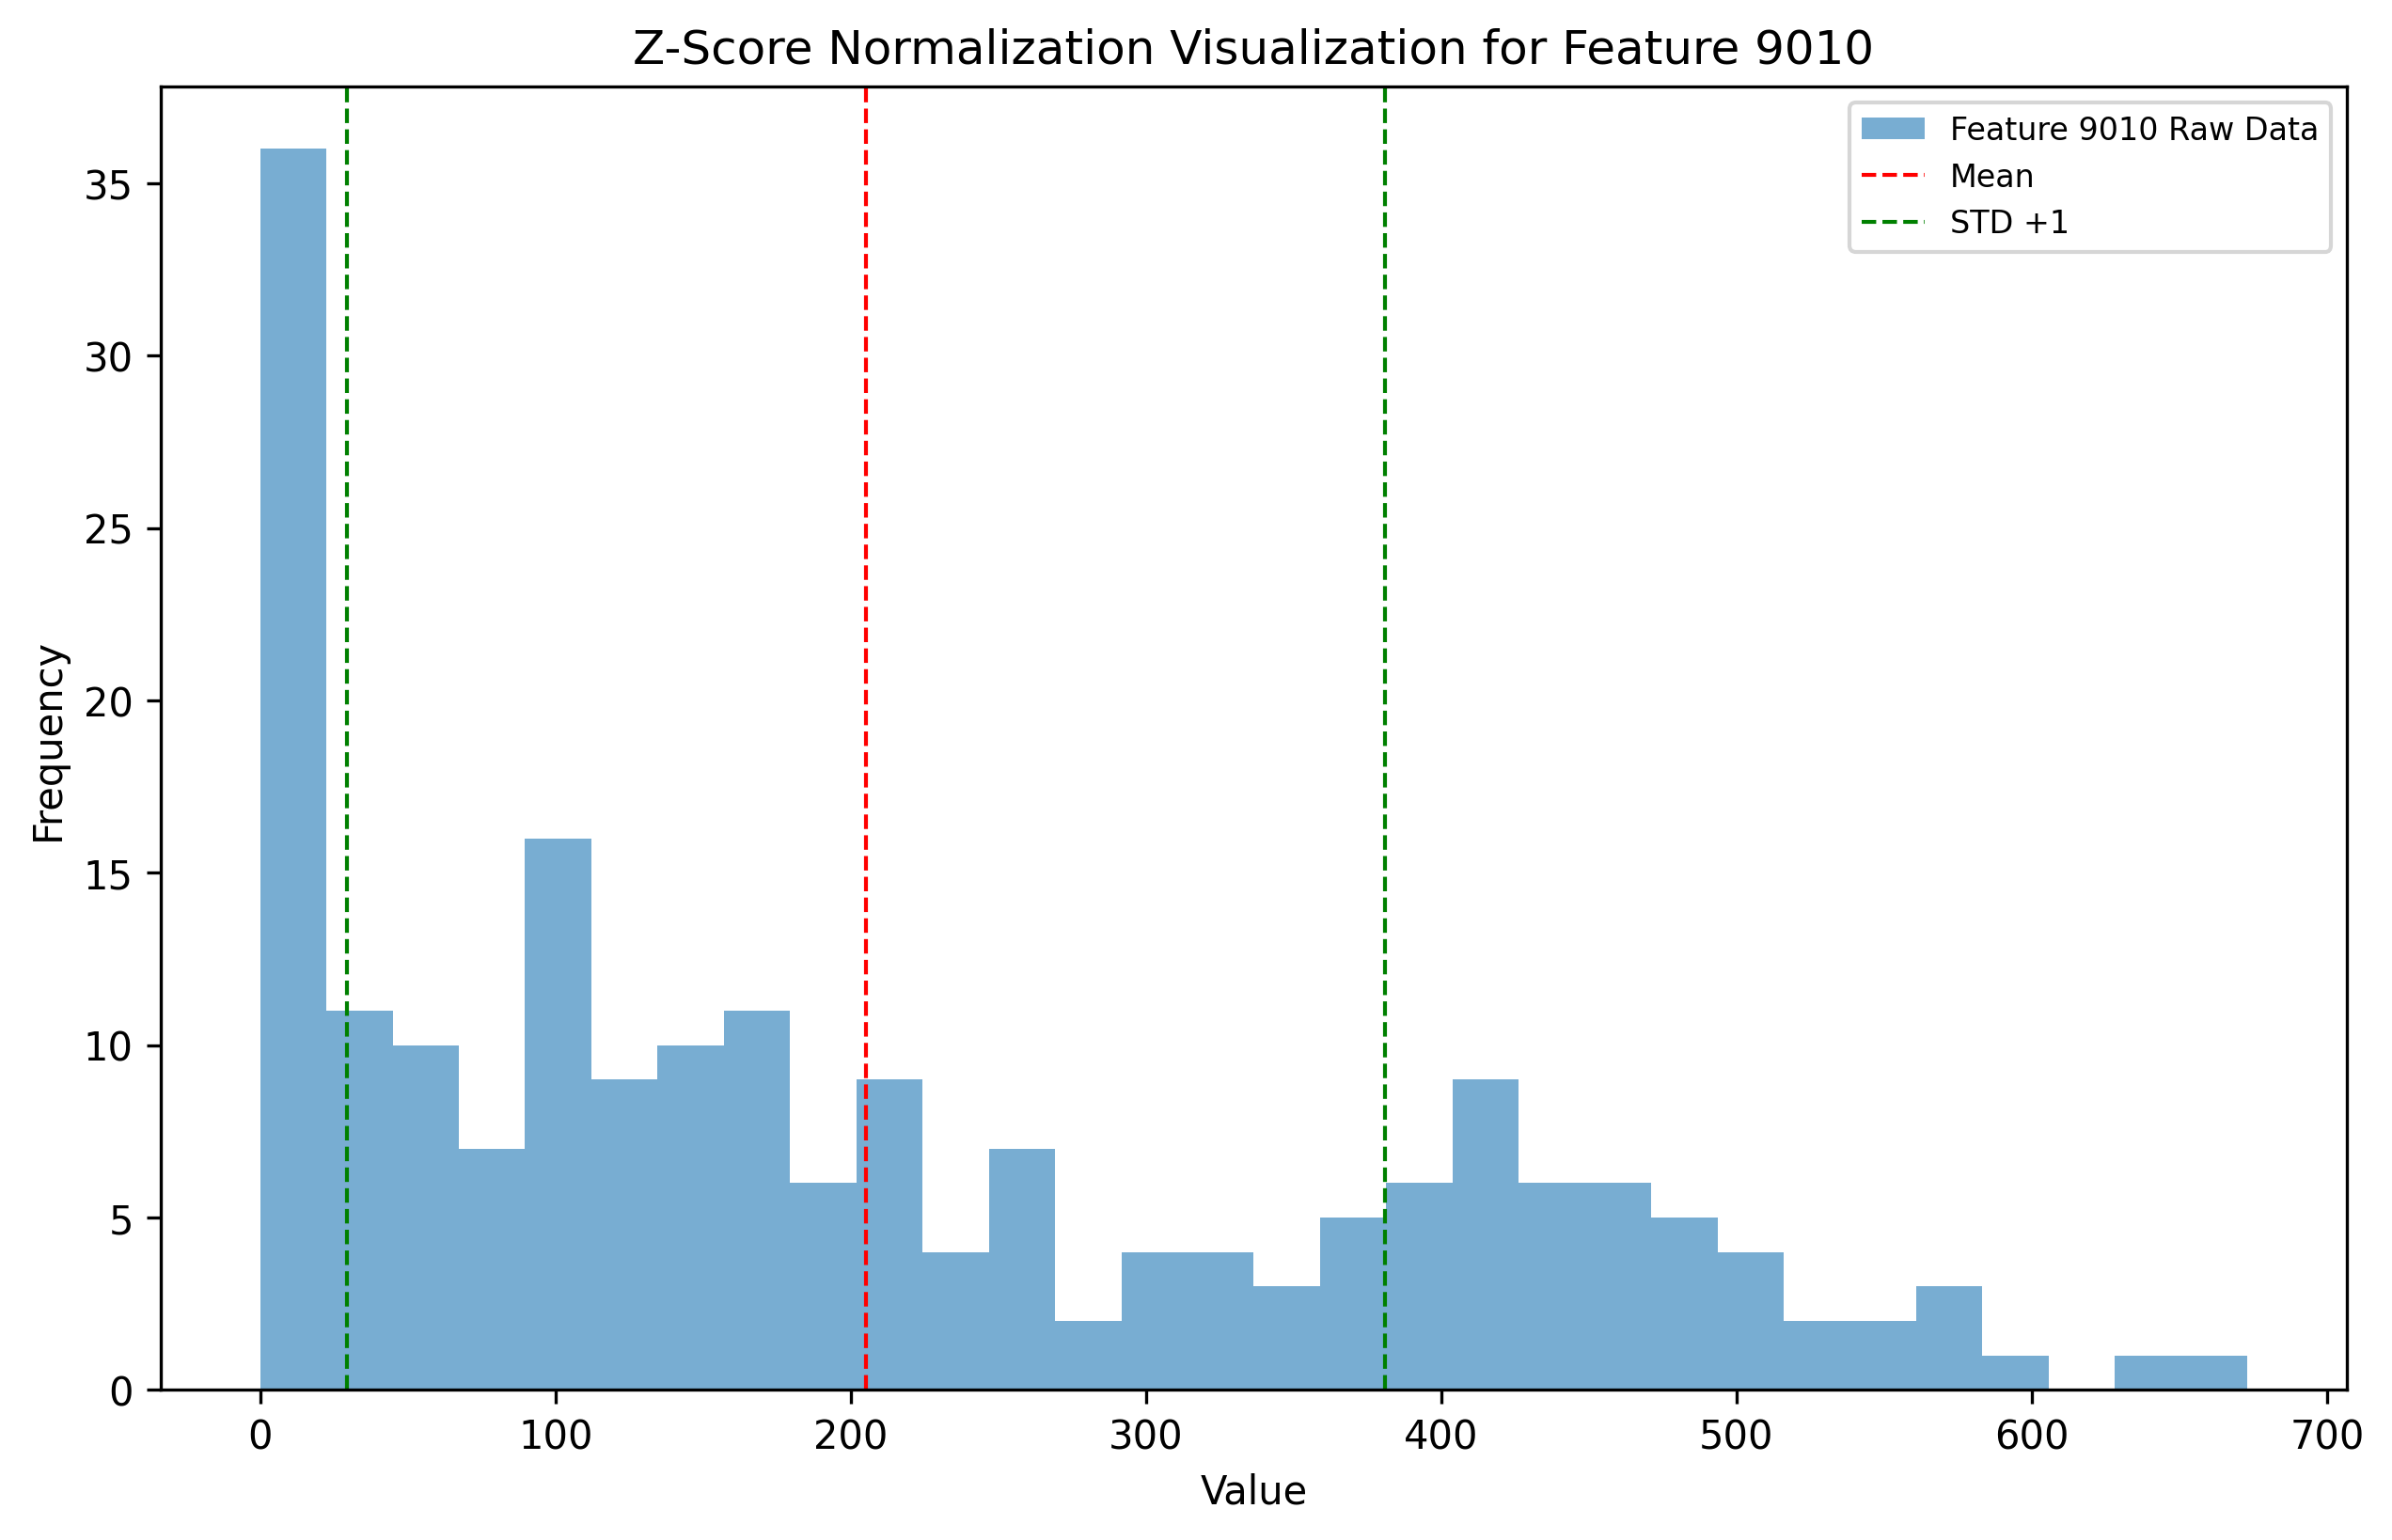 Z-Score Normalization Visualization for Feature 9010
Feature 9010 Raw Data
Mean
STD +1
Frequency
35
30
25
20
15
10
5
0
0 100 200 300 400 500 600 700
Value